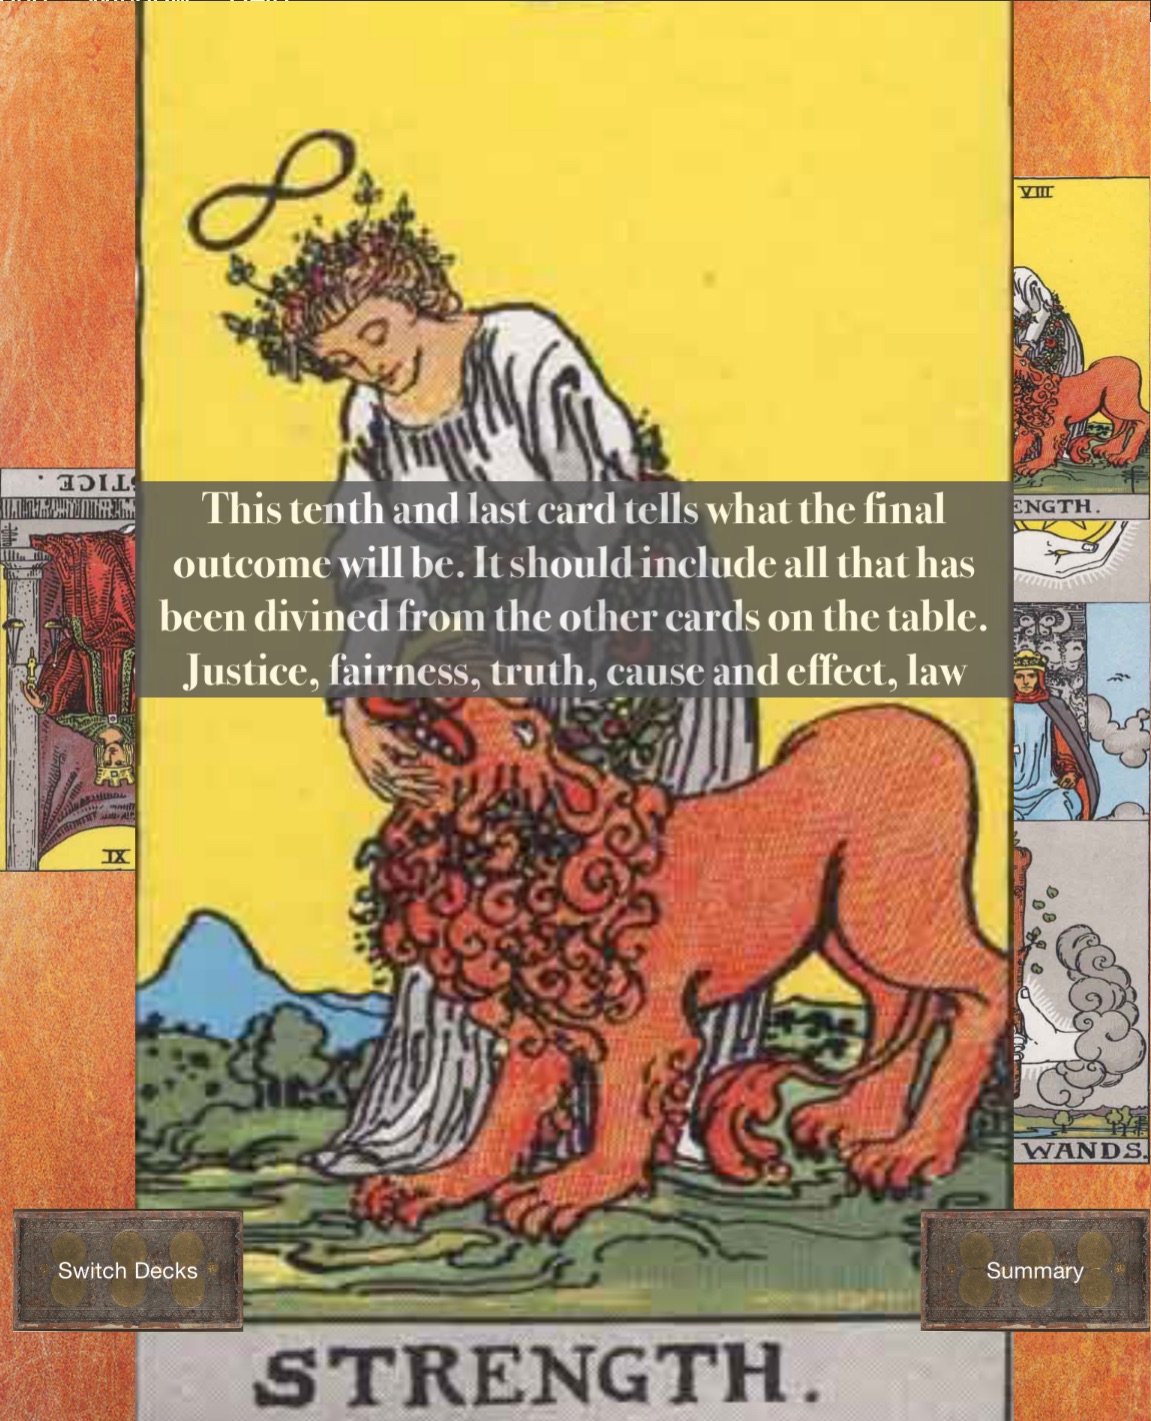 VIII
ENGTH.
This tenth and last card tells what the final
outcome will be. It should include all that has
been divined from the other cards on the table.
Justice, fairness, truth, cause and effect, law
STICE.
XI
WANDS.
Switch Decks
Summary
STRENGTH.